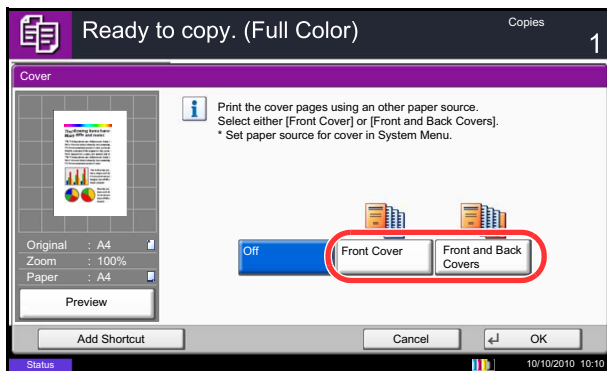 Ready to copy. (Full Color)
Copies
1
Cover
Print the cover pages using an other paper source.
Select either [Front Cover] or [Front and Back Covers].
* Set paper source for cover in System Menu.
Original : A4
Zoom : 100%
Paper : A4
Preview
Off
Front Cover
Front and Back
Covers
Add Shortcut
Cancel
OK
Status
10/10/2010 10:10